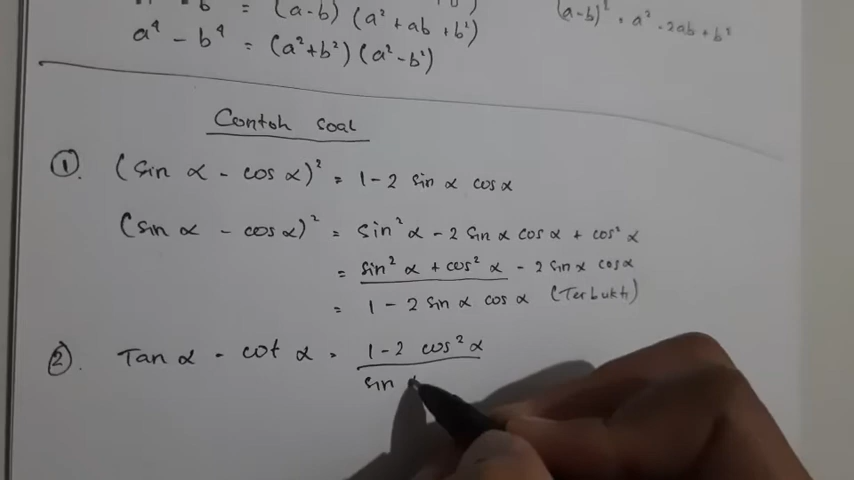 b = (a-b) (a² + ab + b²)
(a-b)² = a² - 2ab + b²
a⁴ - b⁴ = (a²+b²)(a²-b²)
Contoh soal
①. (sin α - cos α)² = 1 - 2 sin α cos α
(sin α - cos α)² = sin² α - 2 sin α cos α + cos² α
= sin² α + cos² α - 2 sin α cos α
= 1 - 2 sin α cos α (Terbukti)
②. Tan α - cot α = 1 - 2 cos² α
sin